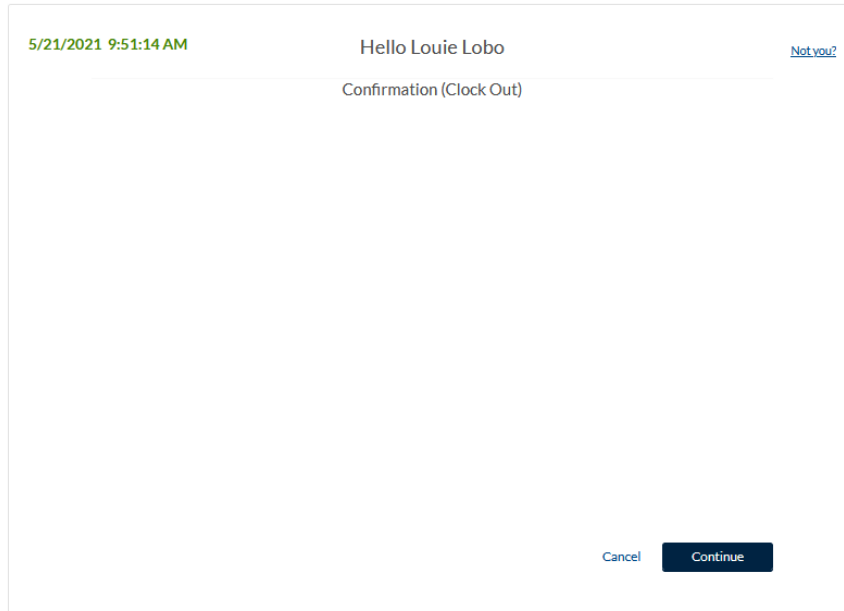 5/21/2021 9:51:14 AM
Hello Louie Lobo
Not you?
Confirmation (Clock Out)
Cancel
Continue